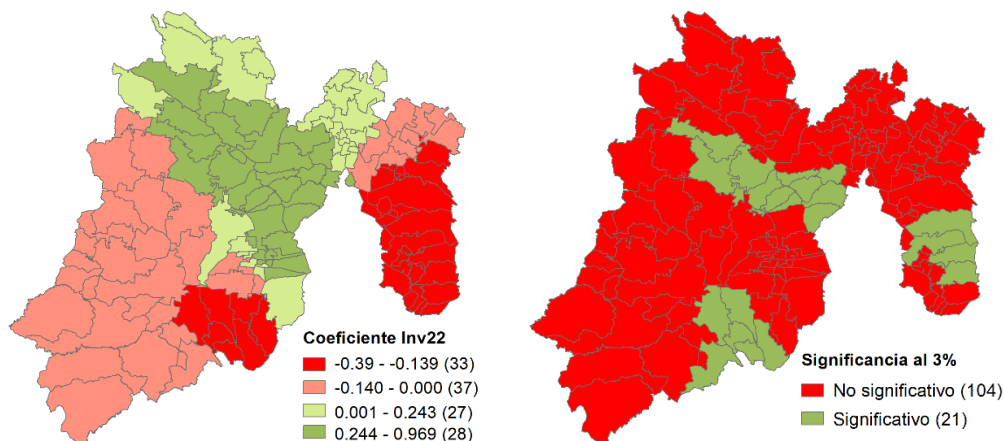 Coeficiente Inv22
-0.39 - -0.139 (33)
-0.140 - 0.000 (37)
0.001 - 0.243 (27)
0.244 - 0.969 (28)
Significancia al 3%
No significativo (104)
Significativo (21)